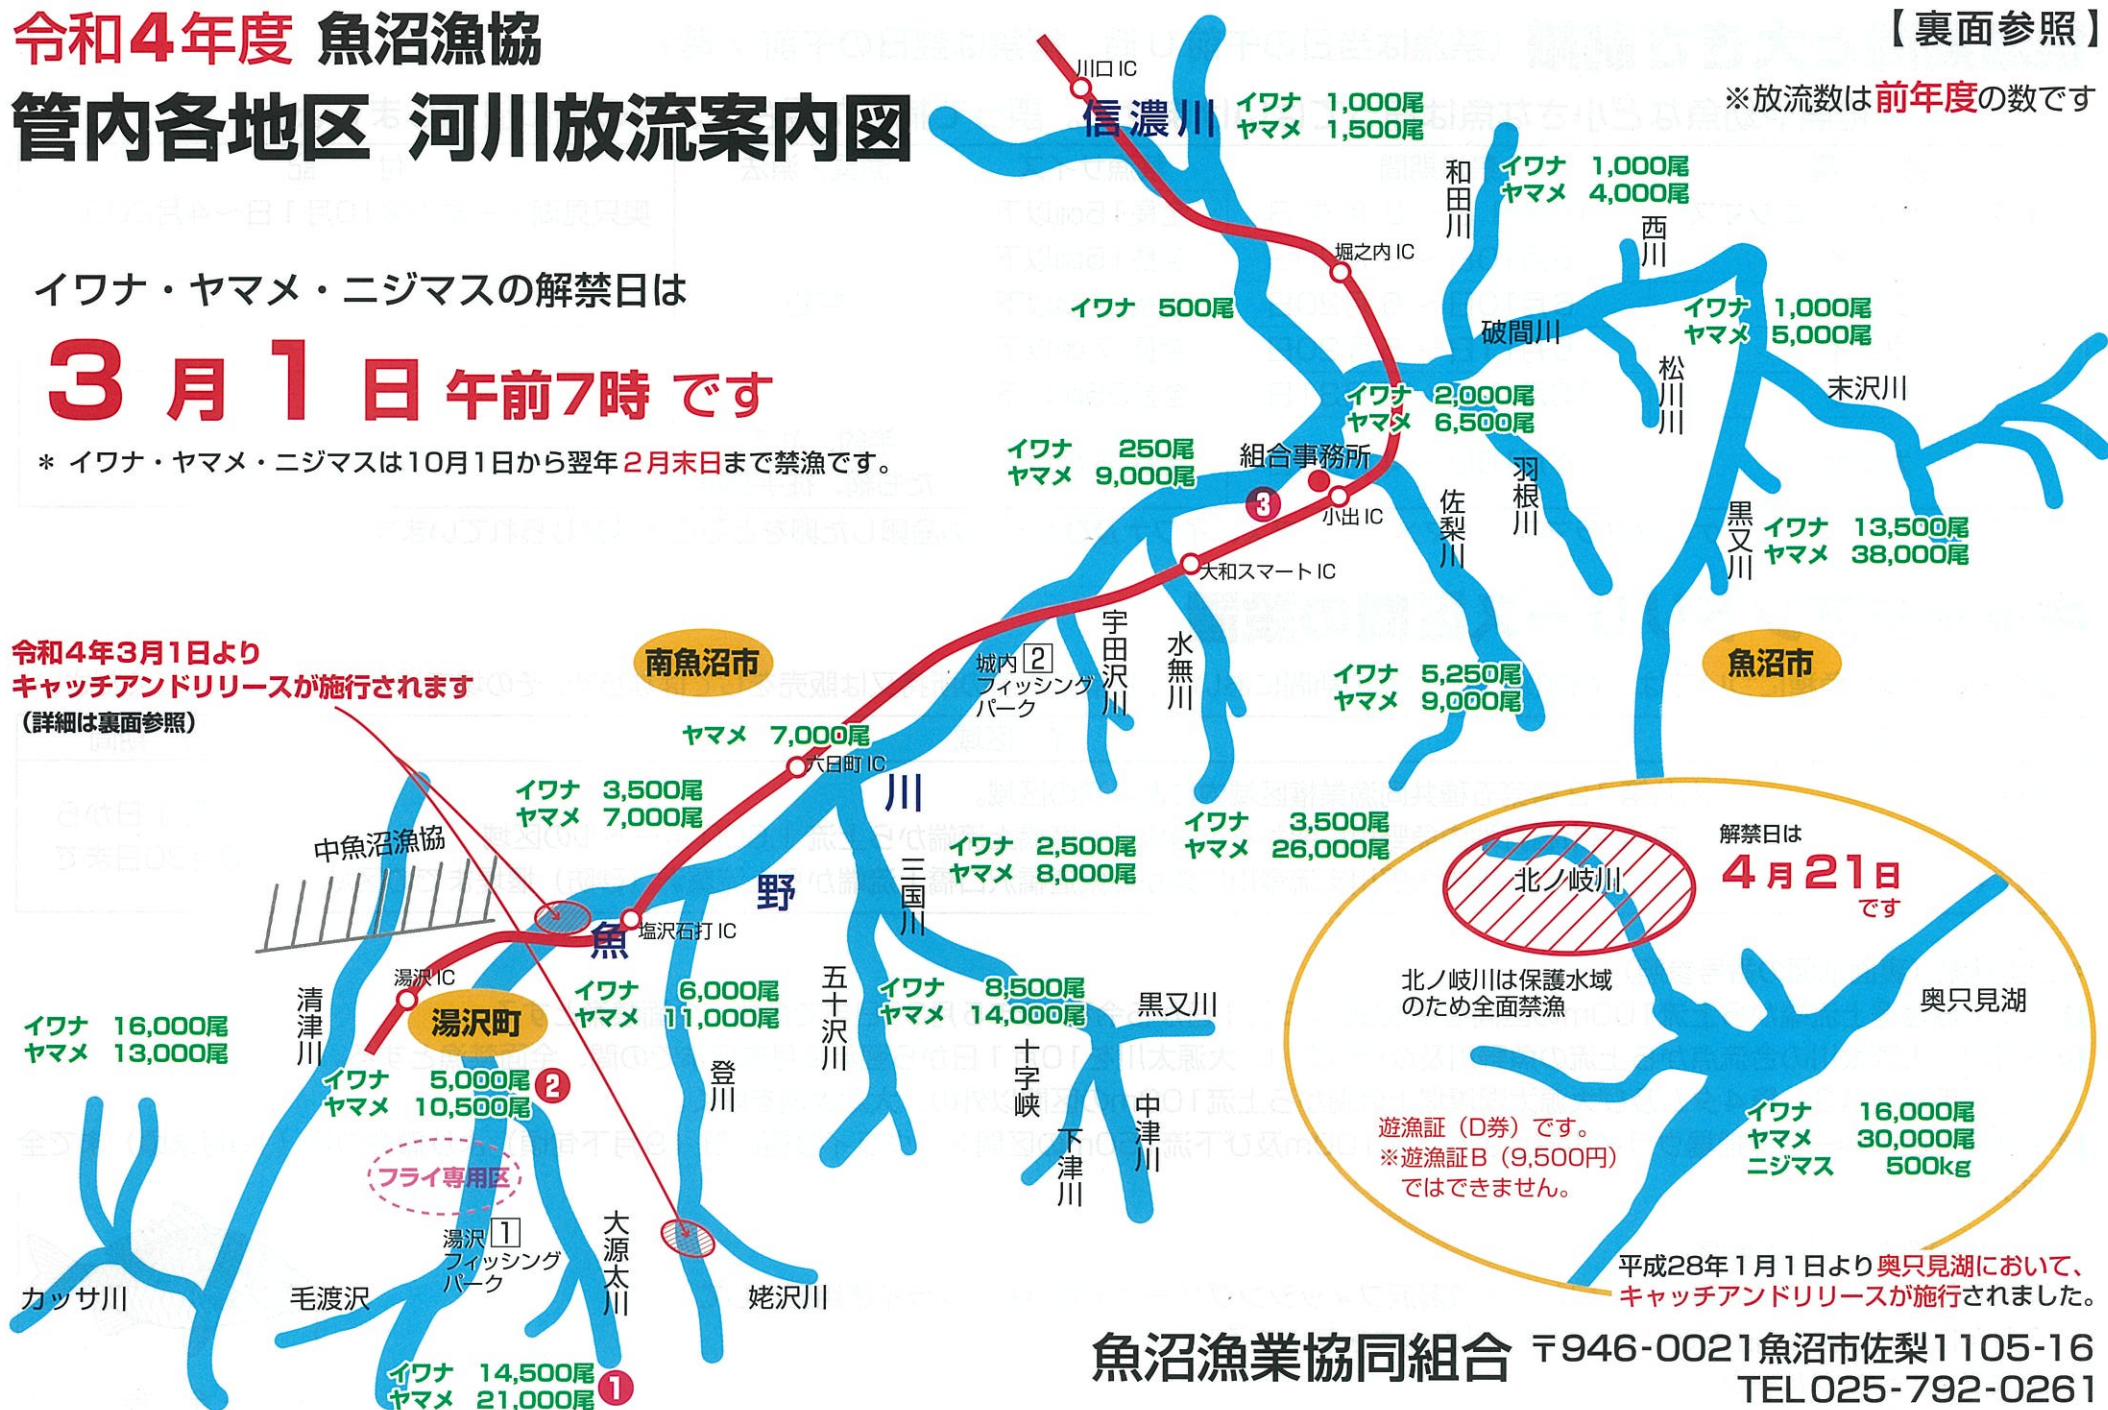 令和4年度 魚沼漁協
管内各地区 河川放流案内図
【裏面参照】
※放流数は前年度の数です
イワナ・ヤマメ・ニジマスの解禁日は
3月1日午前7時です
* イワナ・ヤマメ・ニジマスは10月1日から翌年2月末日まで禁漁です。
川口IC
信濃川
イワナ 1,000尾
ヤマメ 1,500尾
和田川
イワナ 1,000尾
ヤマメ 4,000尾
西川
堀之内IC
イワナ 500尾
破間川
イワナ 1,000尾
ヤマメ 5,000尾
松川川
末沢川
イワナ 2,000尾
ヤマメ 6,500尾
イワナ 250尾
ヤマメ 9,000尾
組合事務所
3
小出IC
佐梨川
羽根川
黒又川
イワナ 13,500尾
ヤマメ 38,000尾
大和スマートIC
宇田沢川
水無川
城内 2
フィッシング
パーク
イワナ 5,250尾
ヤマメ 9,000尾
南魚沼市
魚沼市
令和4年3月1日より
キャッチアンドリリースが施行されます
(詳細は裏面参照)
ヤマメ 7,000尾
六日町IC
イワナ 3,500尾
ヤマメ 7,000尾
川
イワナ 3,500尾
ヤマメ 26,000尾
中魚沼漁協
イワナ 2,500尾
ヤマメ 8,000尾
三国川
野
魚
塩沢石打IC
湯沢IC
湯沢町
清津川
イワナ 16,000尾
ヤマメ 13,000尾
イワナ 6,000尾
ヤマメ 11,000尾
五十沢川
イワナ 8,500尾
ヤマメ 14,000尾
黒又川
十字峡
中津川
下津川
登川
イワナ 5,000尾
ヤマメ 10,500尾
2
フライ専用区
湯沢 1
フィッシング
パーク
大源太川
姥沢川
カッサ川
毛渡沢
イワナ 14,500尾
ヤマメ 21,000尾
1
北ノ岐川
解禁日は
4月21日
です
北ノ岐川は保護水域
のため全面禁漁
奥只見湖
遊漁証(D券)です。
※遊漁証B(9,500円)
ではできません。
イワナ 16,000尾
ヤマメ 30,000尾
ニジマス 500kg
平成28年1月1日より奥只見湖において、
キャッチアンドリリースが施行されました。
魚沼漁業協同組合 〒946-0021魚沼市佐梨1105-16
TEL025-792-0261